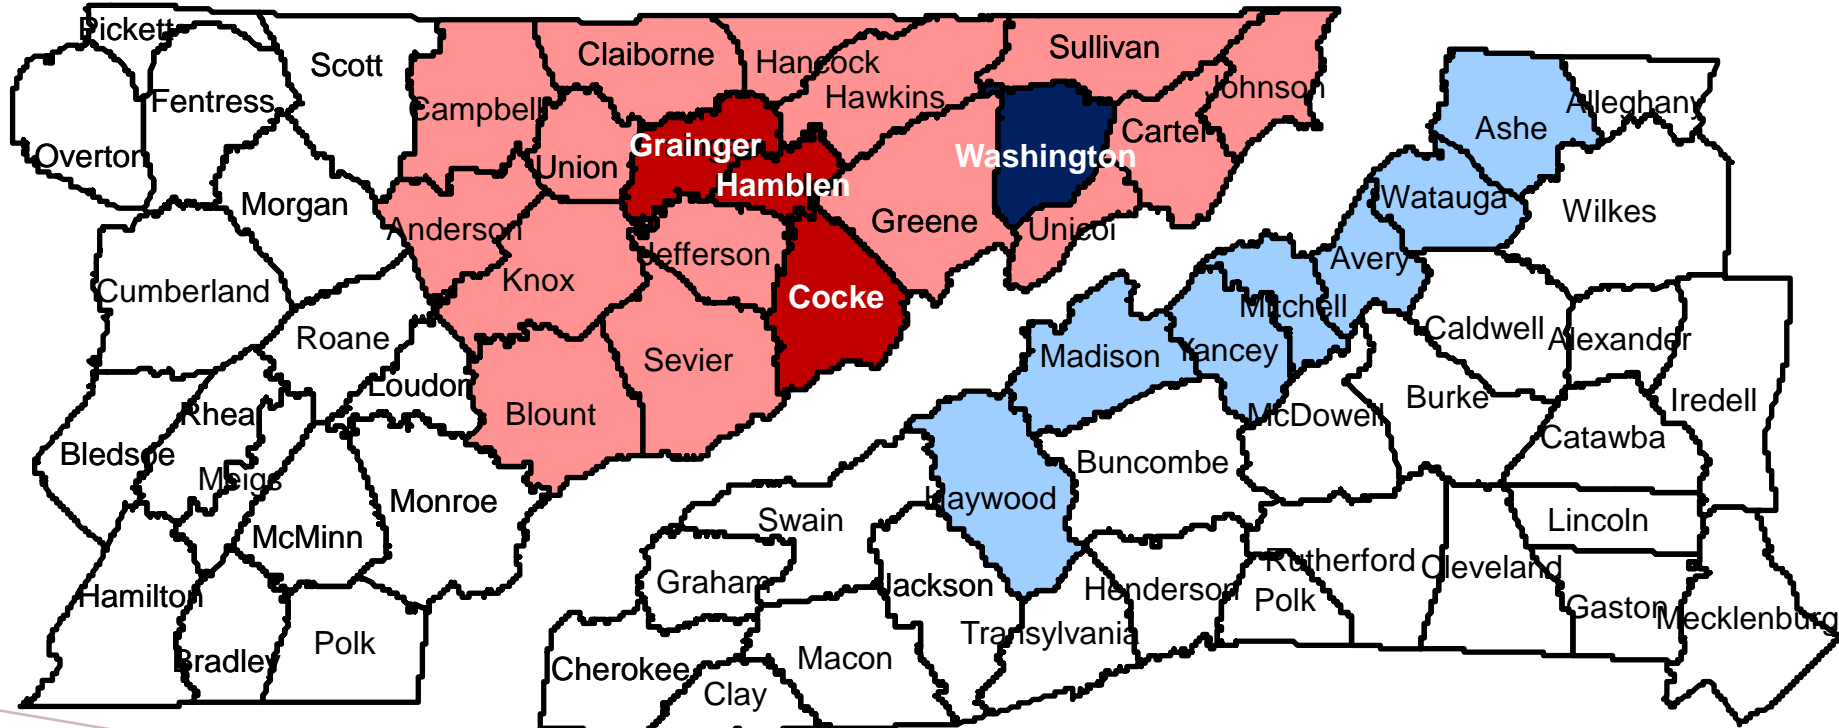 Pickett
Scott
Claiborne
Hancock
Sullivan
Johnson
Fentress
Campbell
Hawkins
Overton
Union
Grainger
Hamblen
Washington
Carter
Ashe
Alleghany
Morgan
Anderson
Greene
Unicoi
Watauga
Wilkes
Cumberland
Knox
Jefferson
Cocke
Avery
Mitchell
Roane
Sevier
Madison
Yancey
Caldwell
Alexander
Loudon
Blount
McDowell
Burke
Iredell
Rhea
Bledsoe
Meigs
Monroe
Buncombe
Catawba
Haywood
McMinn
Swain
Lincoln
Hamilton
Graham
Jackson
Henderson
Rutherford
Cleveland
Polk
Gaston
Mecklenburg
Bradley
Polk
Cherokee
Clay
Macon
Transylvania